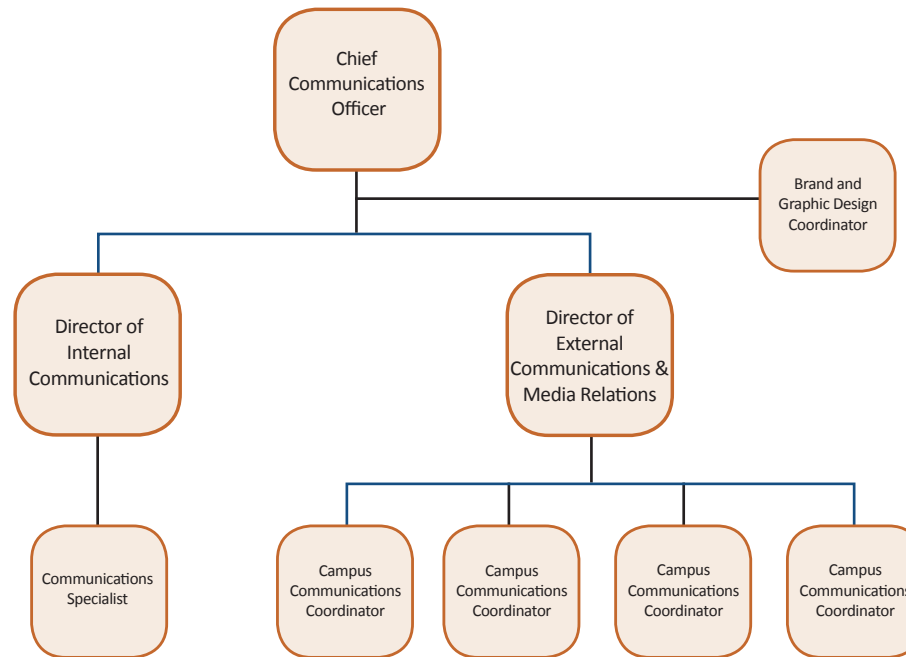 Chief
Communications
Officer
Brand and
Graphic Design
Coordinator
Director of
Internal
Communications
Director of
External
Communications &
Media Relations
Communications
Specialist
Campus
Communications
Coordinator
Campus
Communications
Coordinator
Campus
Communications
Coordinator
Campus
Communications
Coordinator